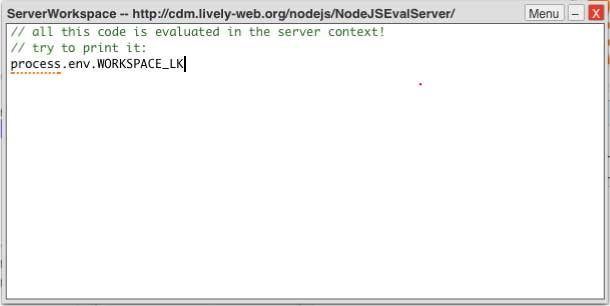 ServerWorkspace -- http://cdm.lively-web.org/nodejs/NodeJSEvalServer/ Menu – X
// all this code is evaluated in the server context!
// try to print it:
process.env.WORKSPACE_LK